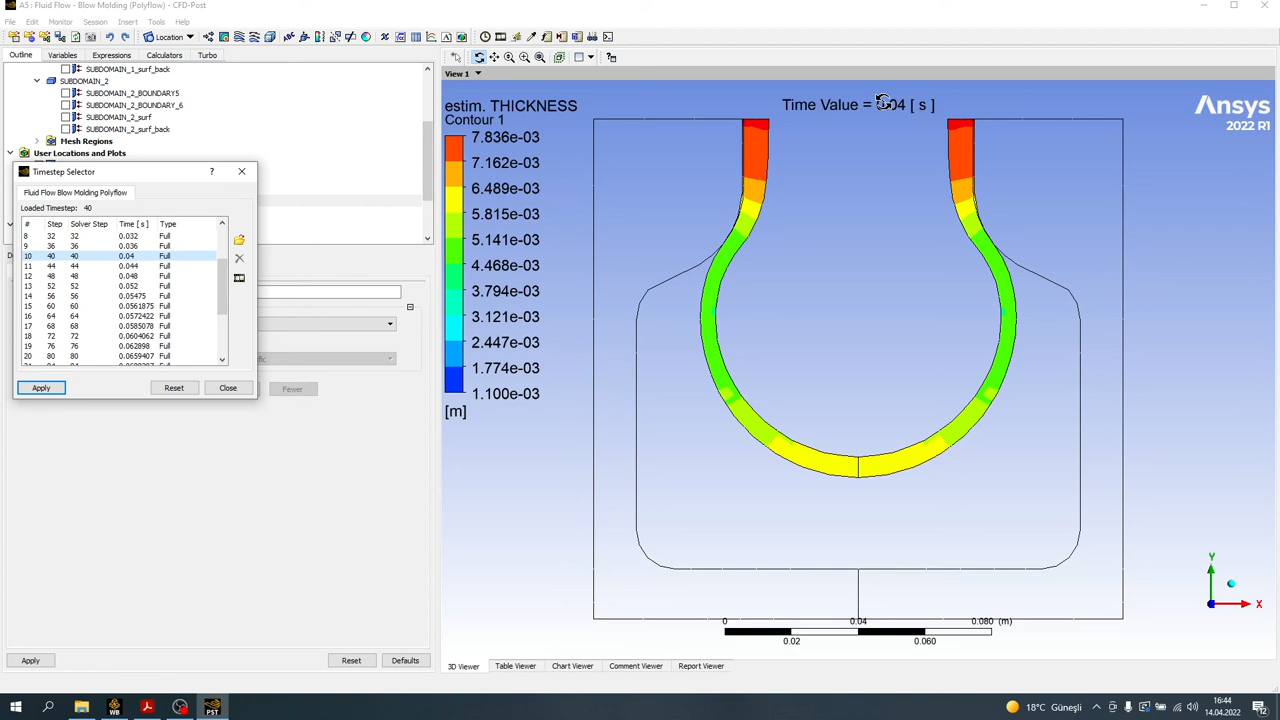 A5: Fluid Flow - Blow Molding (Polyflow) - CFD-Post
File Edit Monitor Session Insert Tools Help
Location
Outline Variables Expressions Calculators Turbo
SUBDOMAIN_1_surf_back
SUBDOMAIN_2
SUBDOMAIN_2_BOUNDARY5
SUBDOMAIN_2_BOUNDARY_6
SUBDOMAIN_2_surf
SUBDOMAIN_2_surf_back
Mesh Regions
User Locations and Plots
Timestep Selector
Fluid Flow Blow Molding Polyflow
Loaded Timestep: 40
# Step Solver Step Time [ s ] Type
8 32 32 0.032 Full
9 36 36 0.036 Full
10 40 40 0.04 Full
11 44 44 0.044 Full
12 48 48 0.048 Full
13 52 52 0.052 Full
14 56 56 0.05475 Full
15 60 60 0.0561875 Full
16 64 64 0.0572422 Full
17 68 68 0.0585078 Full
18 72 72 0.0604062 Full
19 76 76 0.062898 Full
20 80 80 0.0659407 Full
Apply Reset Close
Fewer
Apply Reset Defaults
View 1
estim. THICKNESS
Contour 1
7.836e-03
7.162e-03
6.489e-03
5.815e-03
5.141e-03
4.468e-03
3.794e-03
3.121e-03
2.447e-03
1.774e-03
1.100e-03
[m]
Time Value = 04 [ s ]
Ansys
2022 R1
Y
X
0 0.04 0.080 (m)
0.02 0.060
3D Viewer Table Viewer Chart Viewer Comment Viewer Report Viewer
WB
PST
18°C Güneşli
16:44
14.04.2022
12